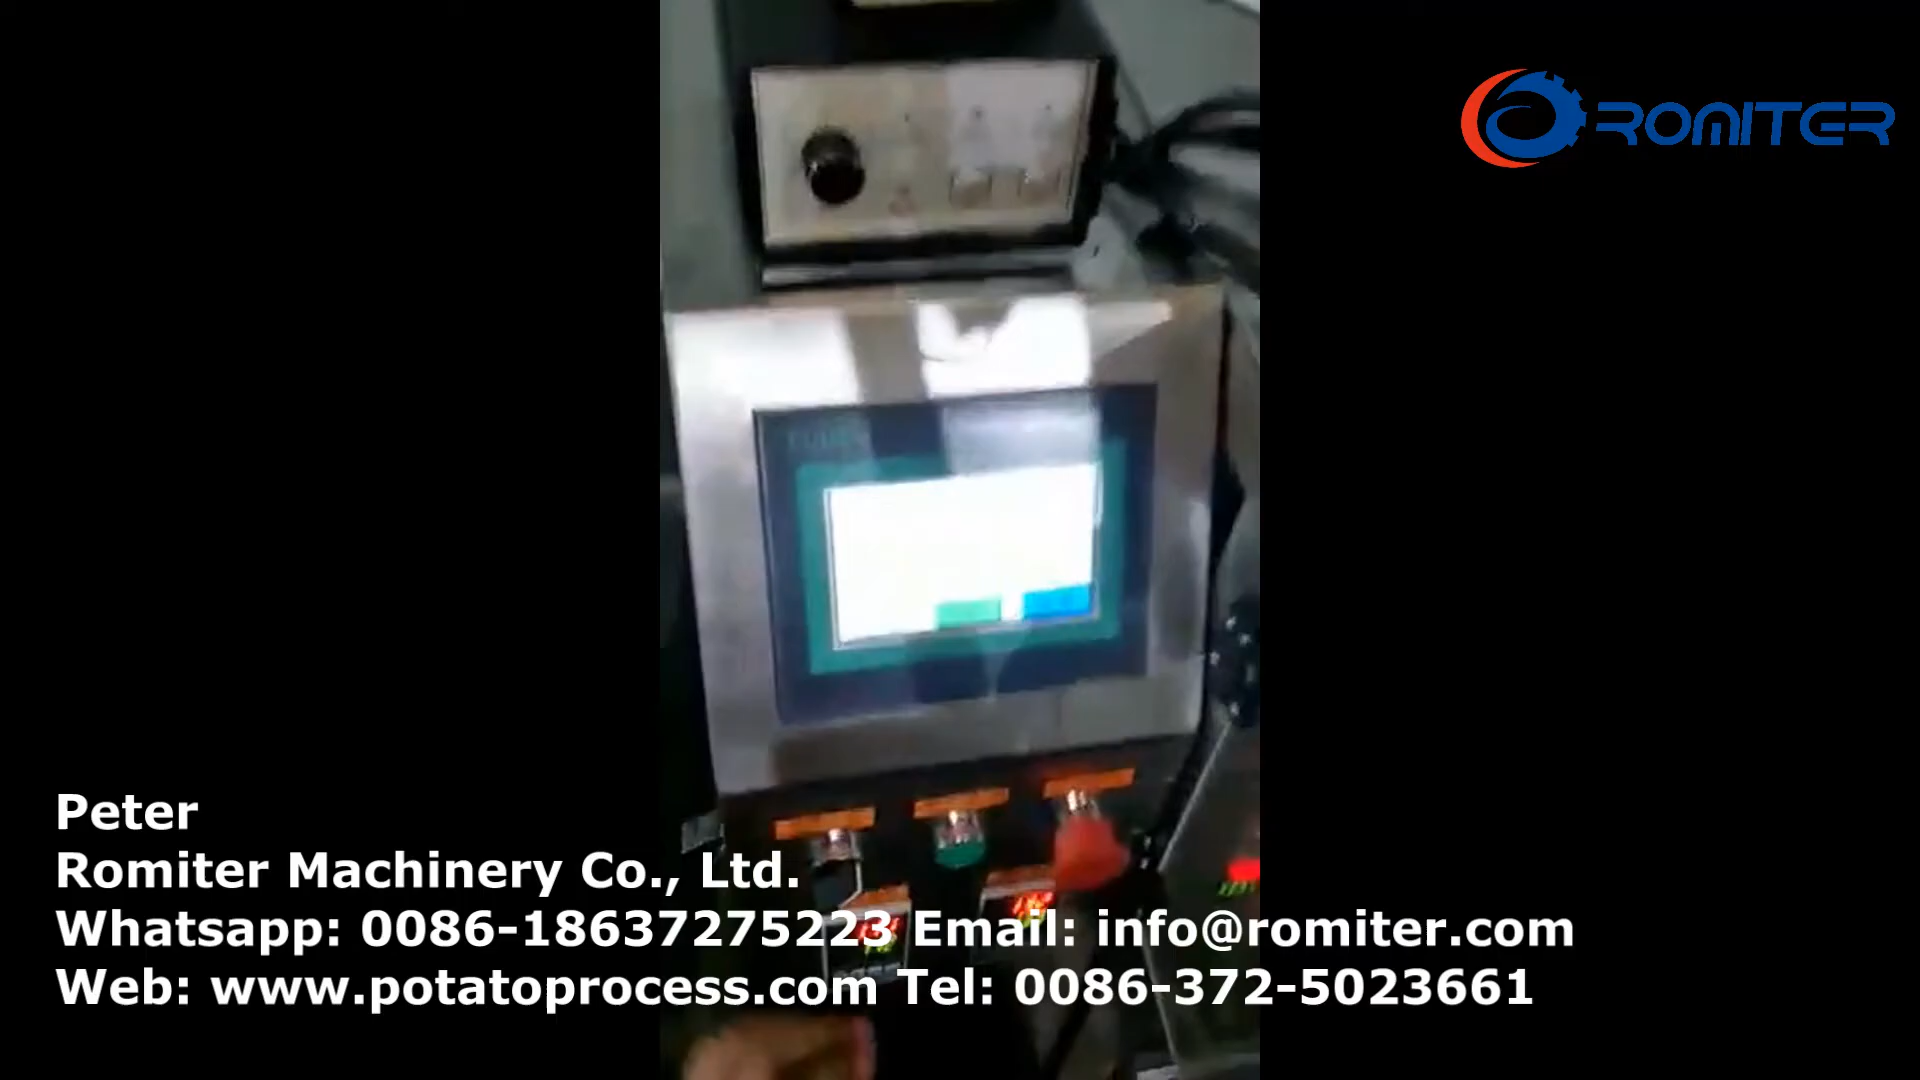 ROMITER
Peter
Romiter Machinery Co., Ltd.
Whatsapp: 0086-18637275223 Email: info@romiter.com
Web: www.potatoprocess.com Tel: 0086-372-5023661